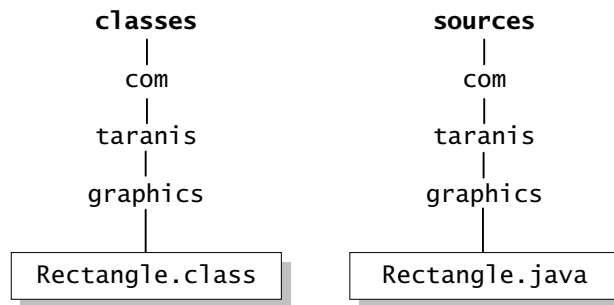 classes
com
taranis
graphics
Rectangle.class
sources
com
taranis
graphics
Rectangle.java